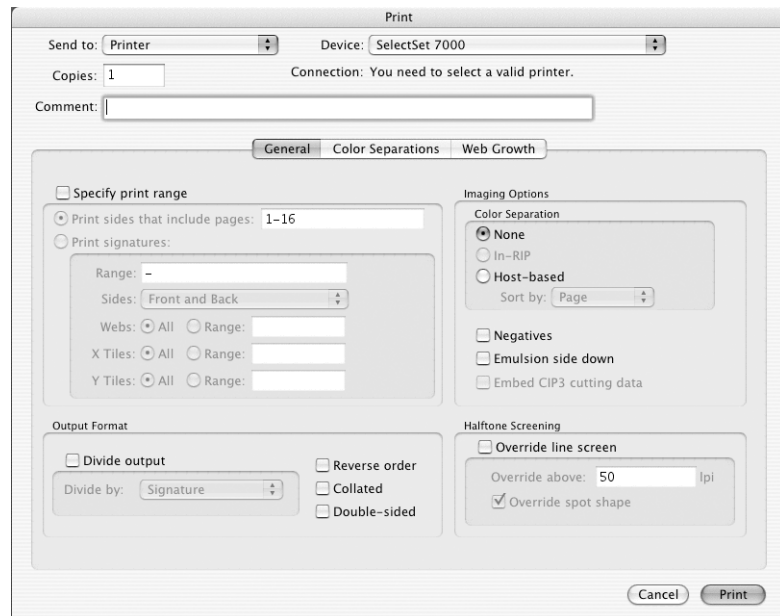 Print
Send to: Printer
Device: SelectSet 7000
Copies: 1
Connection: You need to select a valid printer.
Comment:
General
Color Separations
Web Growth
Specify print range
Print sides that include pages: 1-16
Print signatures:
Range: -
Sides: Front and Back
Webs: All Range:
X Tiles: All Range:
Y Tiles: All Range:
Imaging Options
Color Separation
None
In-RIP
Host-based
Sort by: Page
Negatives
Emulsion side down
Embed CIP3 cutting data
Output Format
Divide output
Divide by: Signature
Reverse order
Collated
Double-sided
Halftone Screening
Override line screen
Override above: 50 lpi
Override spot shape
Cancel
Print